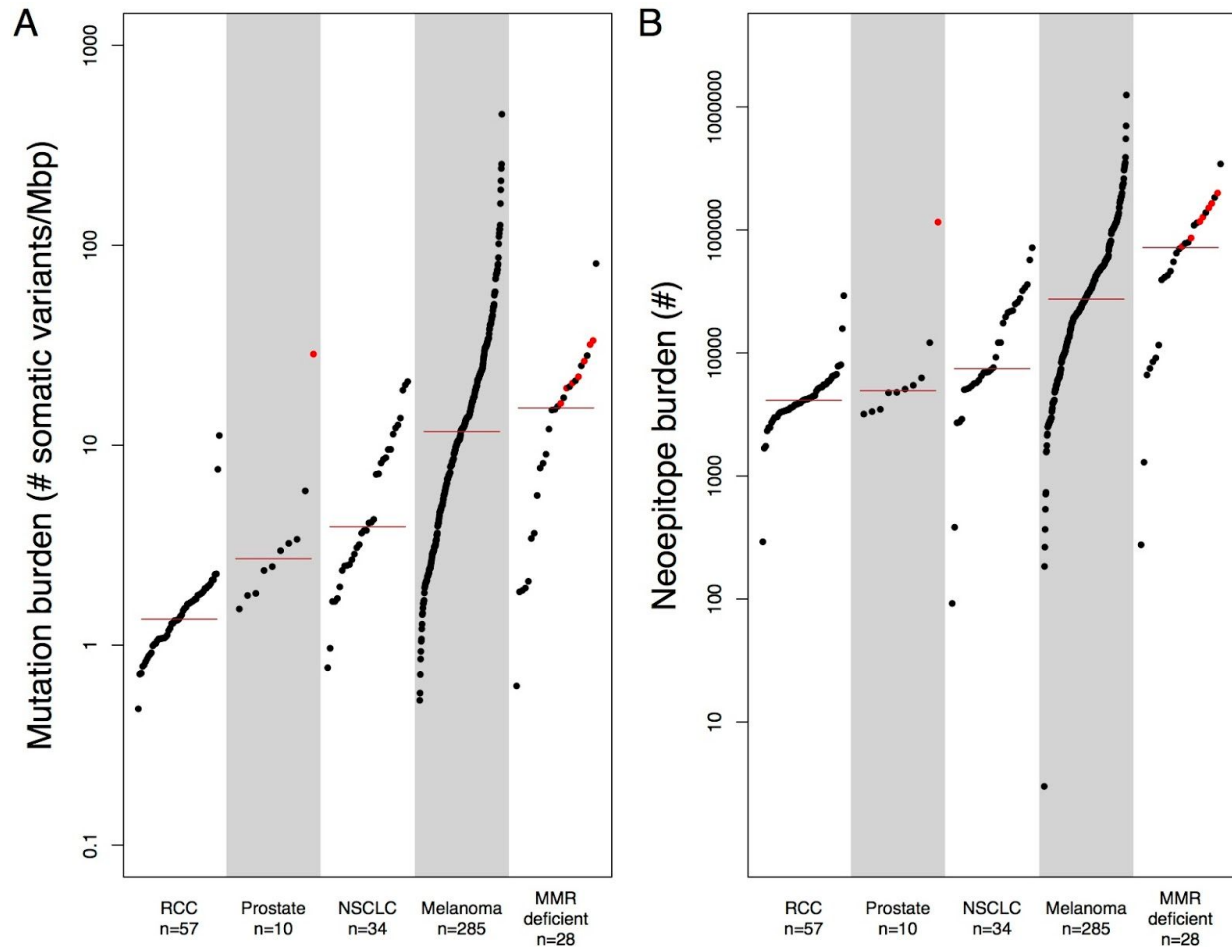 A
Mutation burden (# somatic variants/Mbp)
1000
100
10
1
0.1
RCC
n=57
Prostate
n=10
NSCLC
n=34
Melanoma
n=285
MMR
deficient
n=28
B
Neoepitope burden (#)
1000000
100000
10000
1000
100
10
RCC
n=57
Prostate
n=10
NSCLC
n=34
Melanoma
n=285
MMR
deficient
n=28